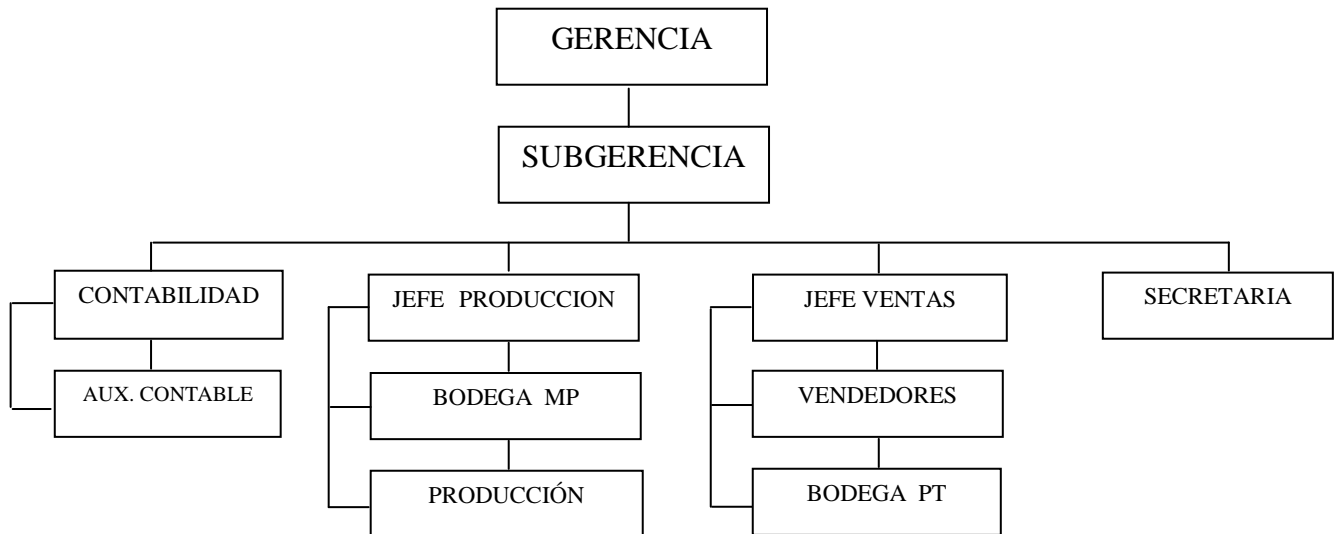 GERENCIA
SUBGERENCIA
CONTABILIDAD
JEFE PRODUCCION
JEFE VENTAS
SECRETARIA
AUX. CONTABLE
BODEGA MP
VENDEDORES
PRODUCCIÓN
BODEGA PT